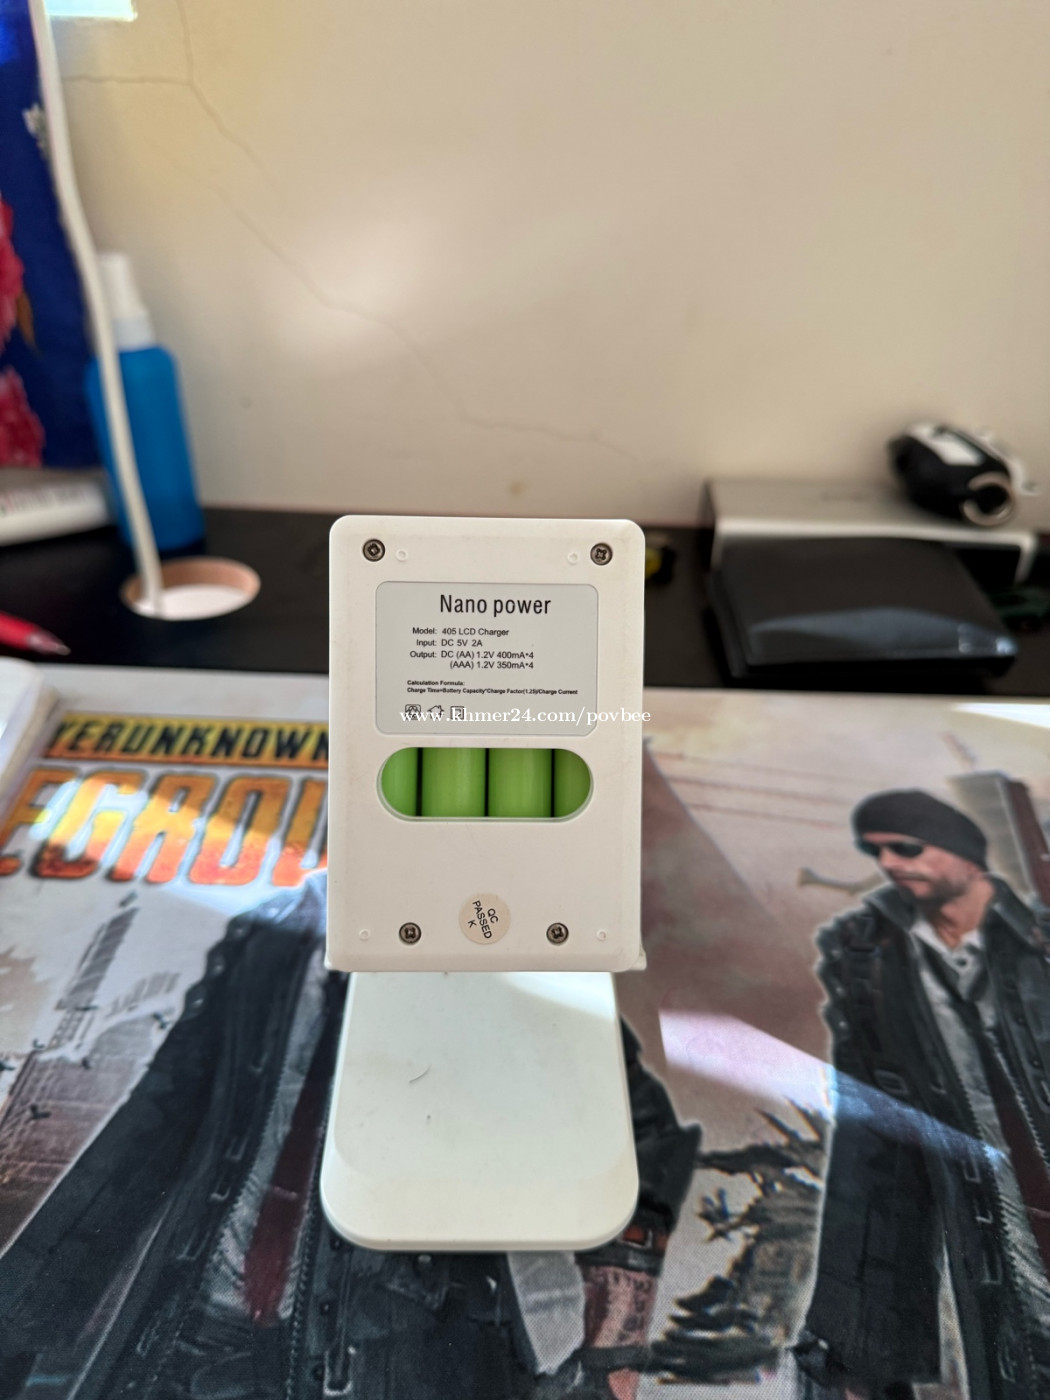 Nano power
Model: 405 LCD Charger
Input: DC 5V 2A
Output: DC (AA) 1.2V 400mA*4
(AAA) 1.2V 350mA*4
Calculation Formula:
Charge Time=Battery Capacity*Charge Factor(1.25)/Charge Current
www.khmer24.com/povbee
YERUNKNOWN
QC
PASSED
K